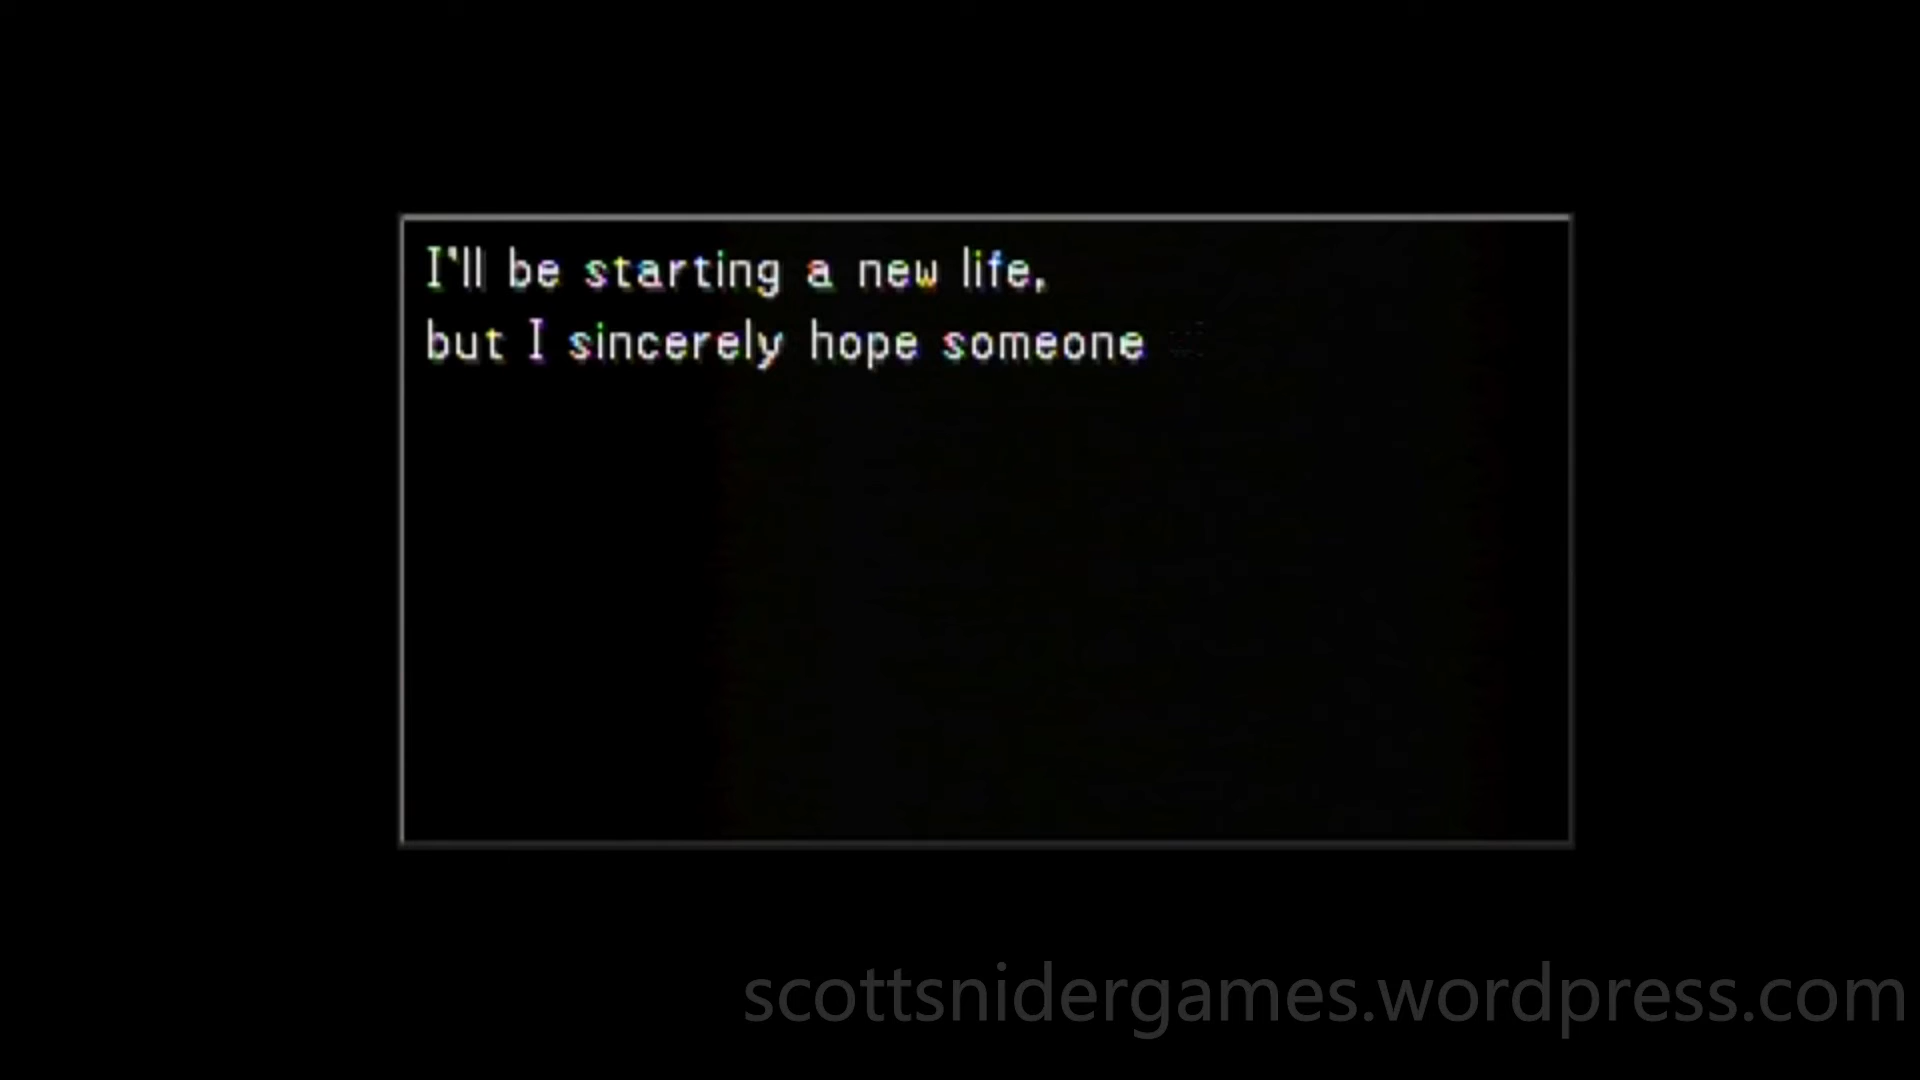 I'll be starting a new life,
but I sincerely hope someone
scottsnidergames.wordpress.com